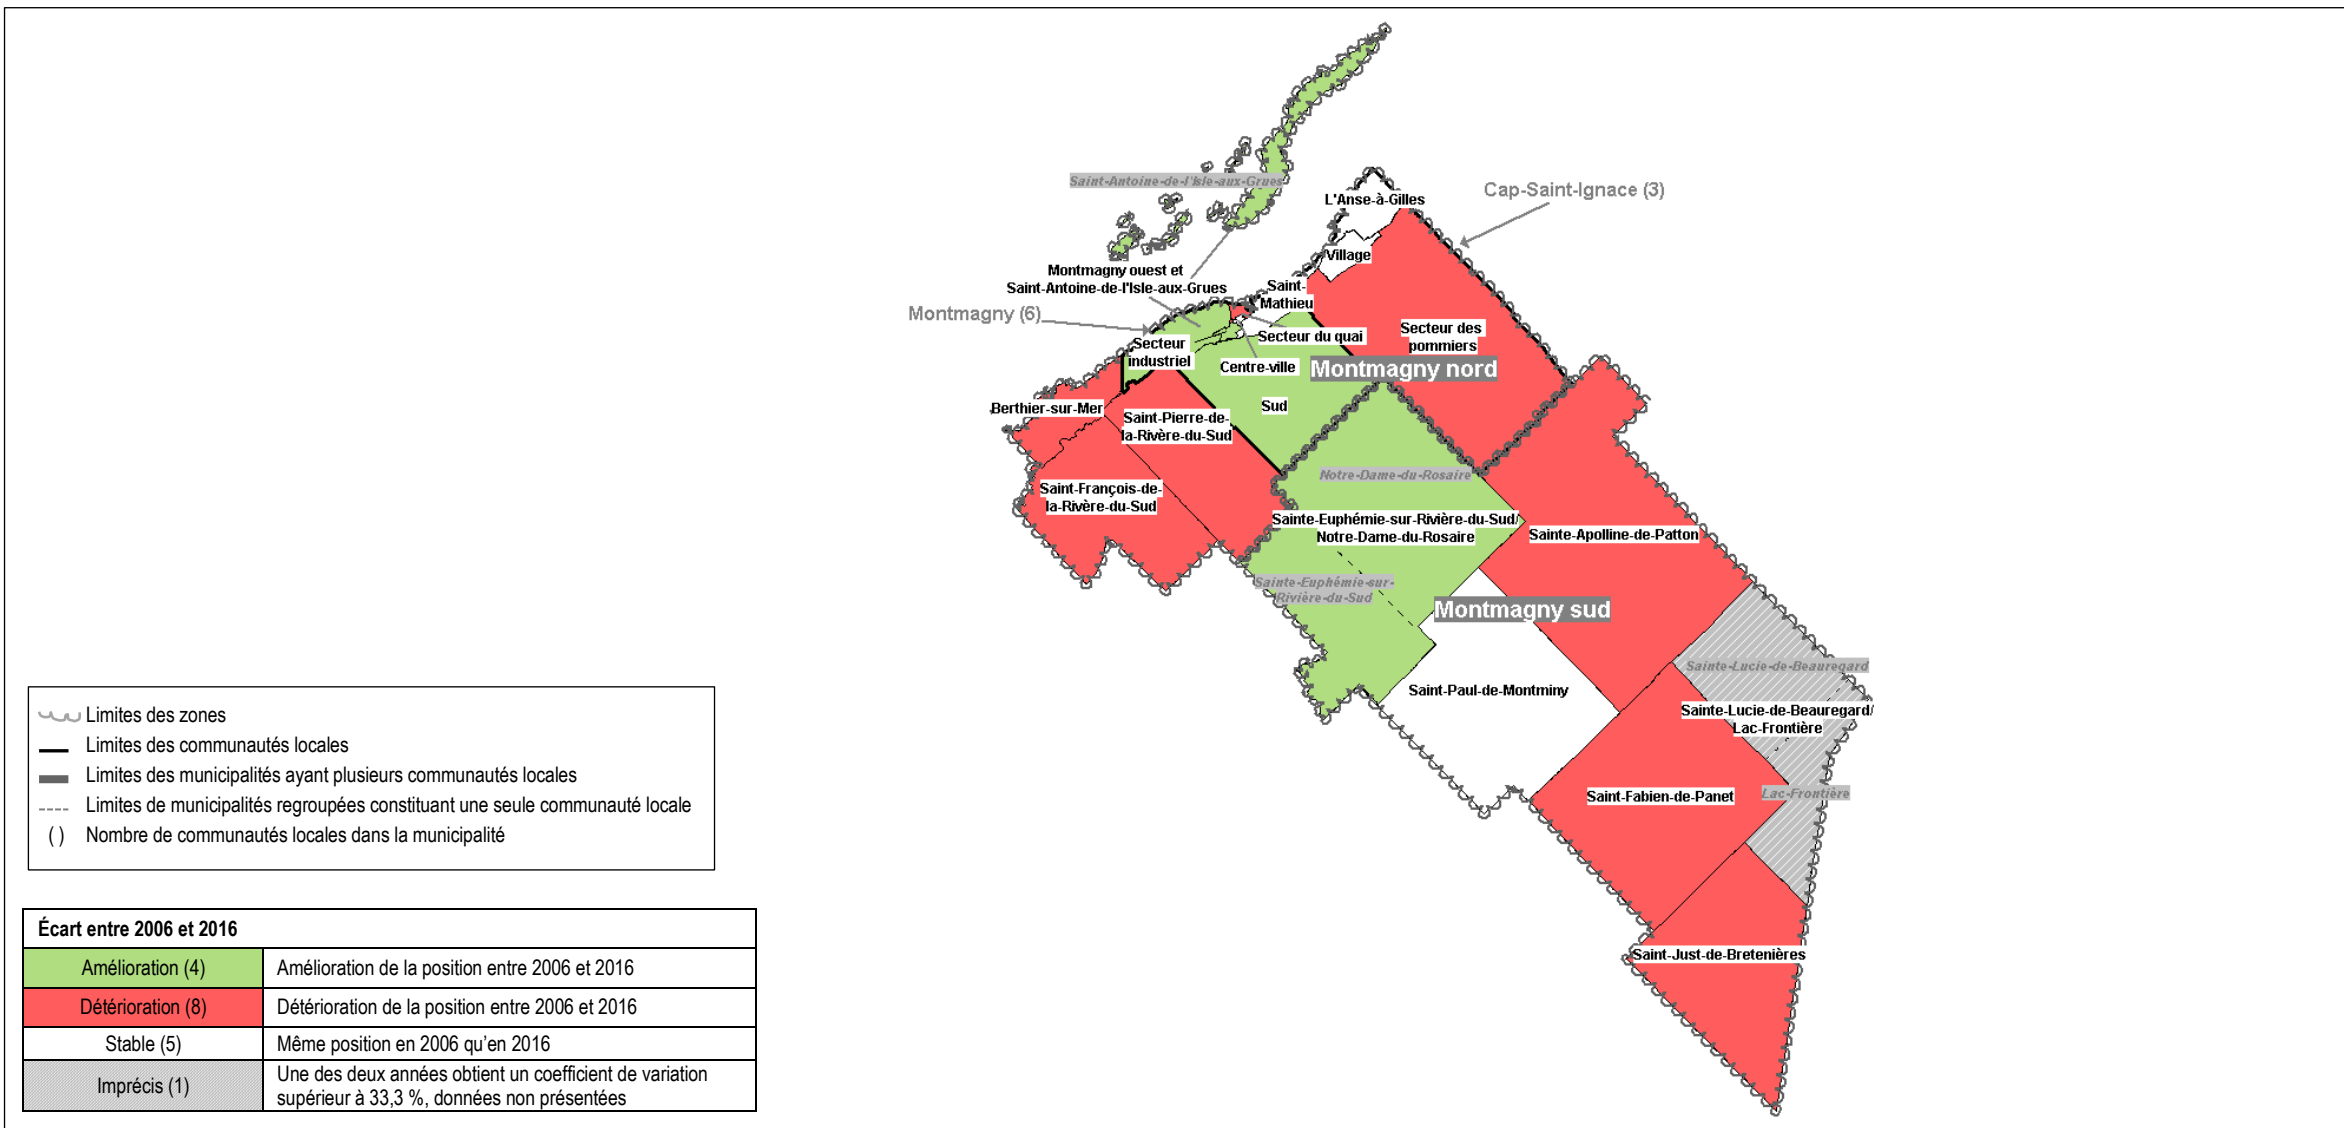 Saint-Antoine-de-l'Isle-aux-Grues
Cap-Saint-Ignace (3)
L'Anse-à-Gilles
Village
Montmagny ouest et
Saint-Antoine-de-l'Isle-aux-Grues
Saint-
Mathieu
Montmagny (6)
Secteur du quai
Secteur des
pommiers
Secteur
industriel
Centre-ville
Montmagny nord
Berthier-sur-Mer
Sud
Saint-Pierre-de-
la-Rivère-du-Sud
Notre-Dame-du-Rosaire
Saint-François-de-
la-Rivère-du-Sud
Sainte-Euphémie-sur-Rivière-du-Sud/
Notre-Dame-du-Rosaire
Sainte-Apolline-de-Patton
Sainte-Euphémie-sur-
Rivière-du-Sud
Montmagny sud
Sainte-Lucie-de-Beauregard
Saint-Paul-de-Montminy
Sainte-Lucie-de-Beauregard/
Lac-Frontière
Saint-Fabien-de-Panet
Lac-Frontière
Saint-Just-de-Bretenières
Limites des zones
Limites des communautés locales
Limites des municipalités ayant plusieurs communautés locales
Limites de municipalités regroupées constituant une seule communauté locale
( ) Nombre de communautés locales dans la municipalité
Écart entre 2006 et 2016
Amélioration (4) Amélioration de la position entre 2006 et 2016
Détérioration (8) Détérioration de la position entre 2006 et 2016
Stable (5) Même position en 2006 qu'en 2016
Imprécis (1) Une des deux années obtient un coefficient de variation
supérieur à 33,3 %, données non présentées